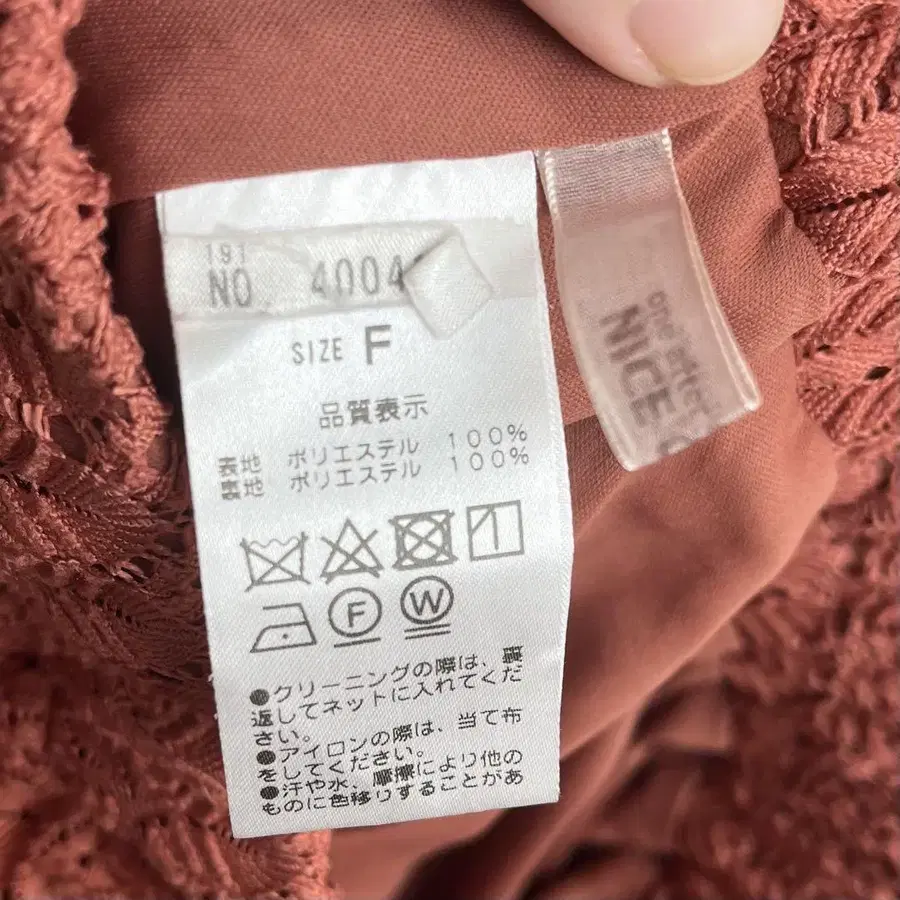 191
NO. 4004
SIZE F
品質表示
表地 ポリエステル 100%
裏地 ポリエステル 100%
F
W
●クリーニングの際は、裏
返してネットに入れてくだ
さい。
●アイロンの際は、当て布
をしてください。
●汗や水、摩擦により他の
ものに色移りすることがあ
one after
NICE